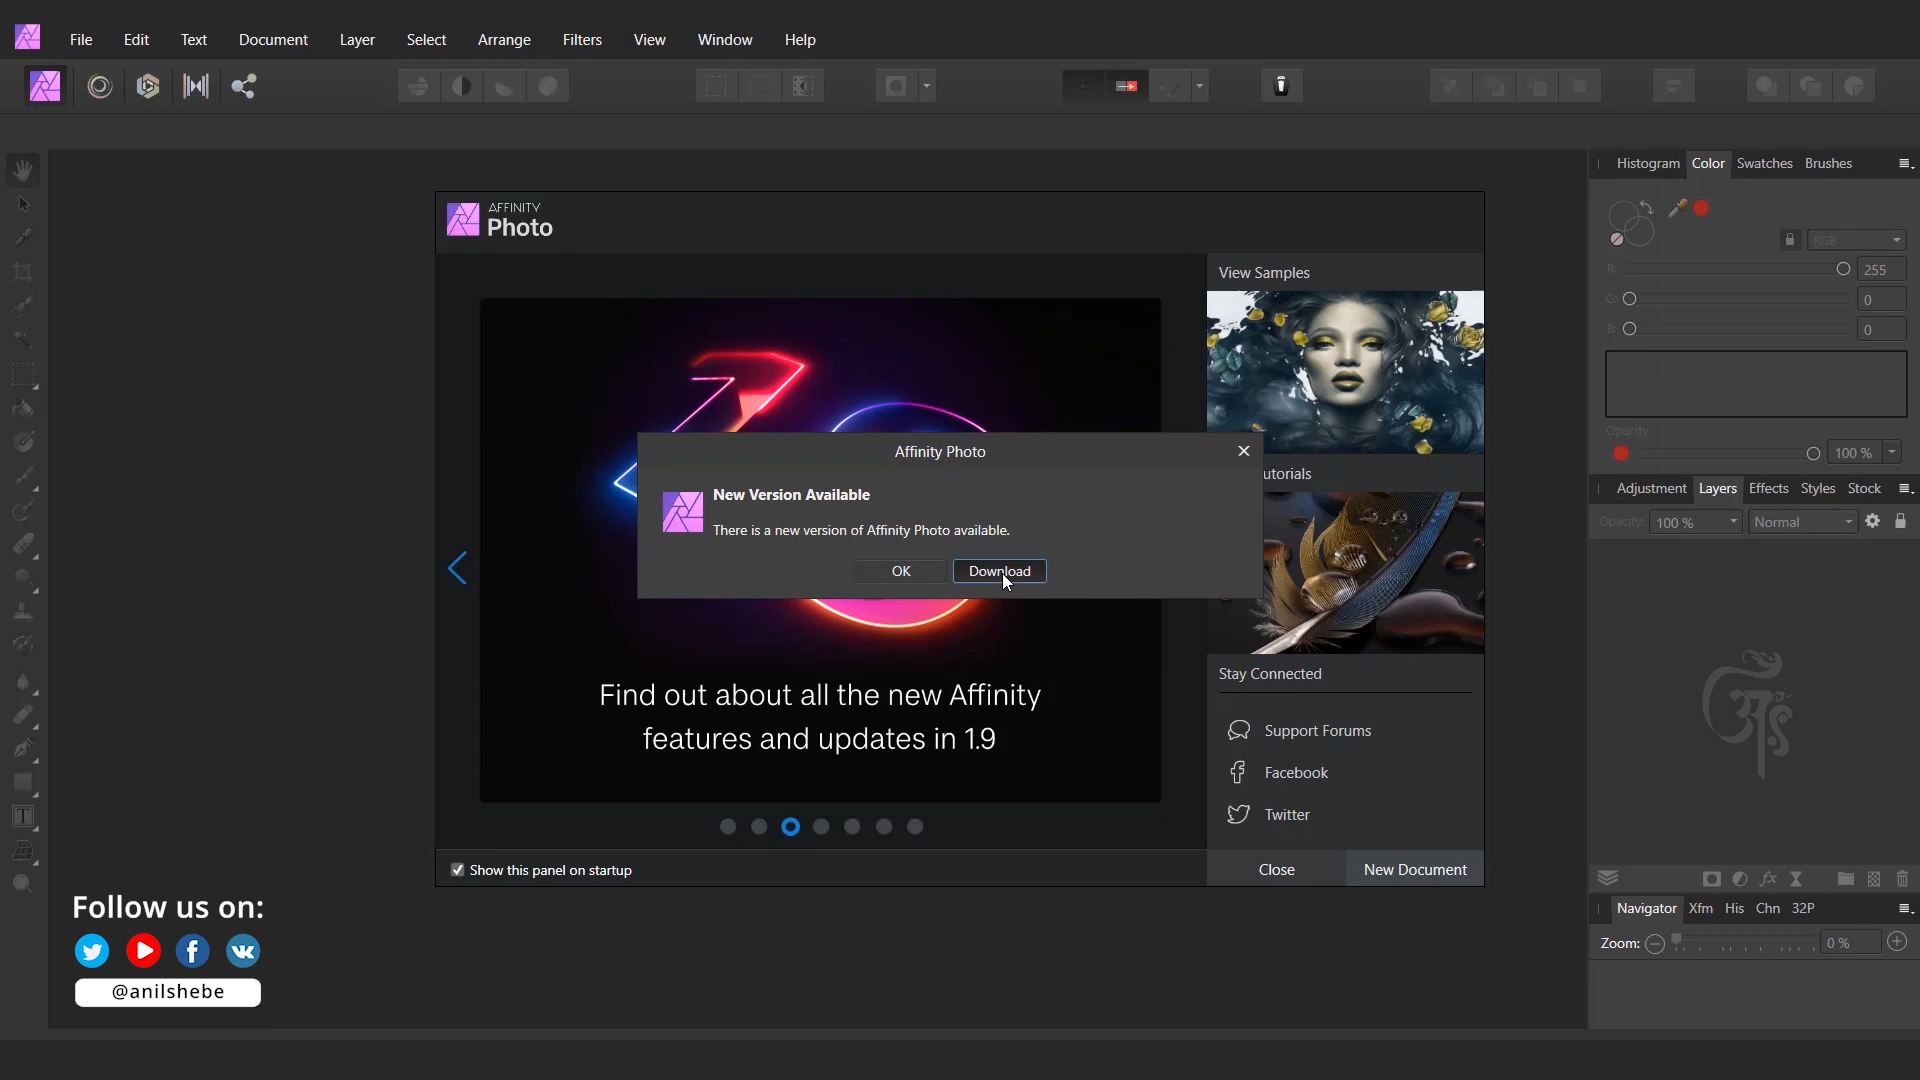 File Edit Text Document Layer Select Arrange Filters View Window Help
Histogram Color Swatches Brushes
RGB
R: 255
G: 0
B: 0
Opacity
100 %
Adjustment Layers Effects Styles Stock
Opacity: 100 % Normal
AFFINITY
Photo
View Samples
utorials
Affinity Photo
New Version Available
There is a new version of Affinity Photo available.
OK Download
Find out about all the new Affinity
features and updates in 1.9
Stay Connected
Support Forums
Facebook
Twitter
Show this panel on startup
Close New Document
Navigator Xfm His Chn 32P
Zoom: 0 %
Follow us on:
@anilshebe